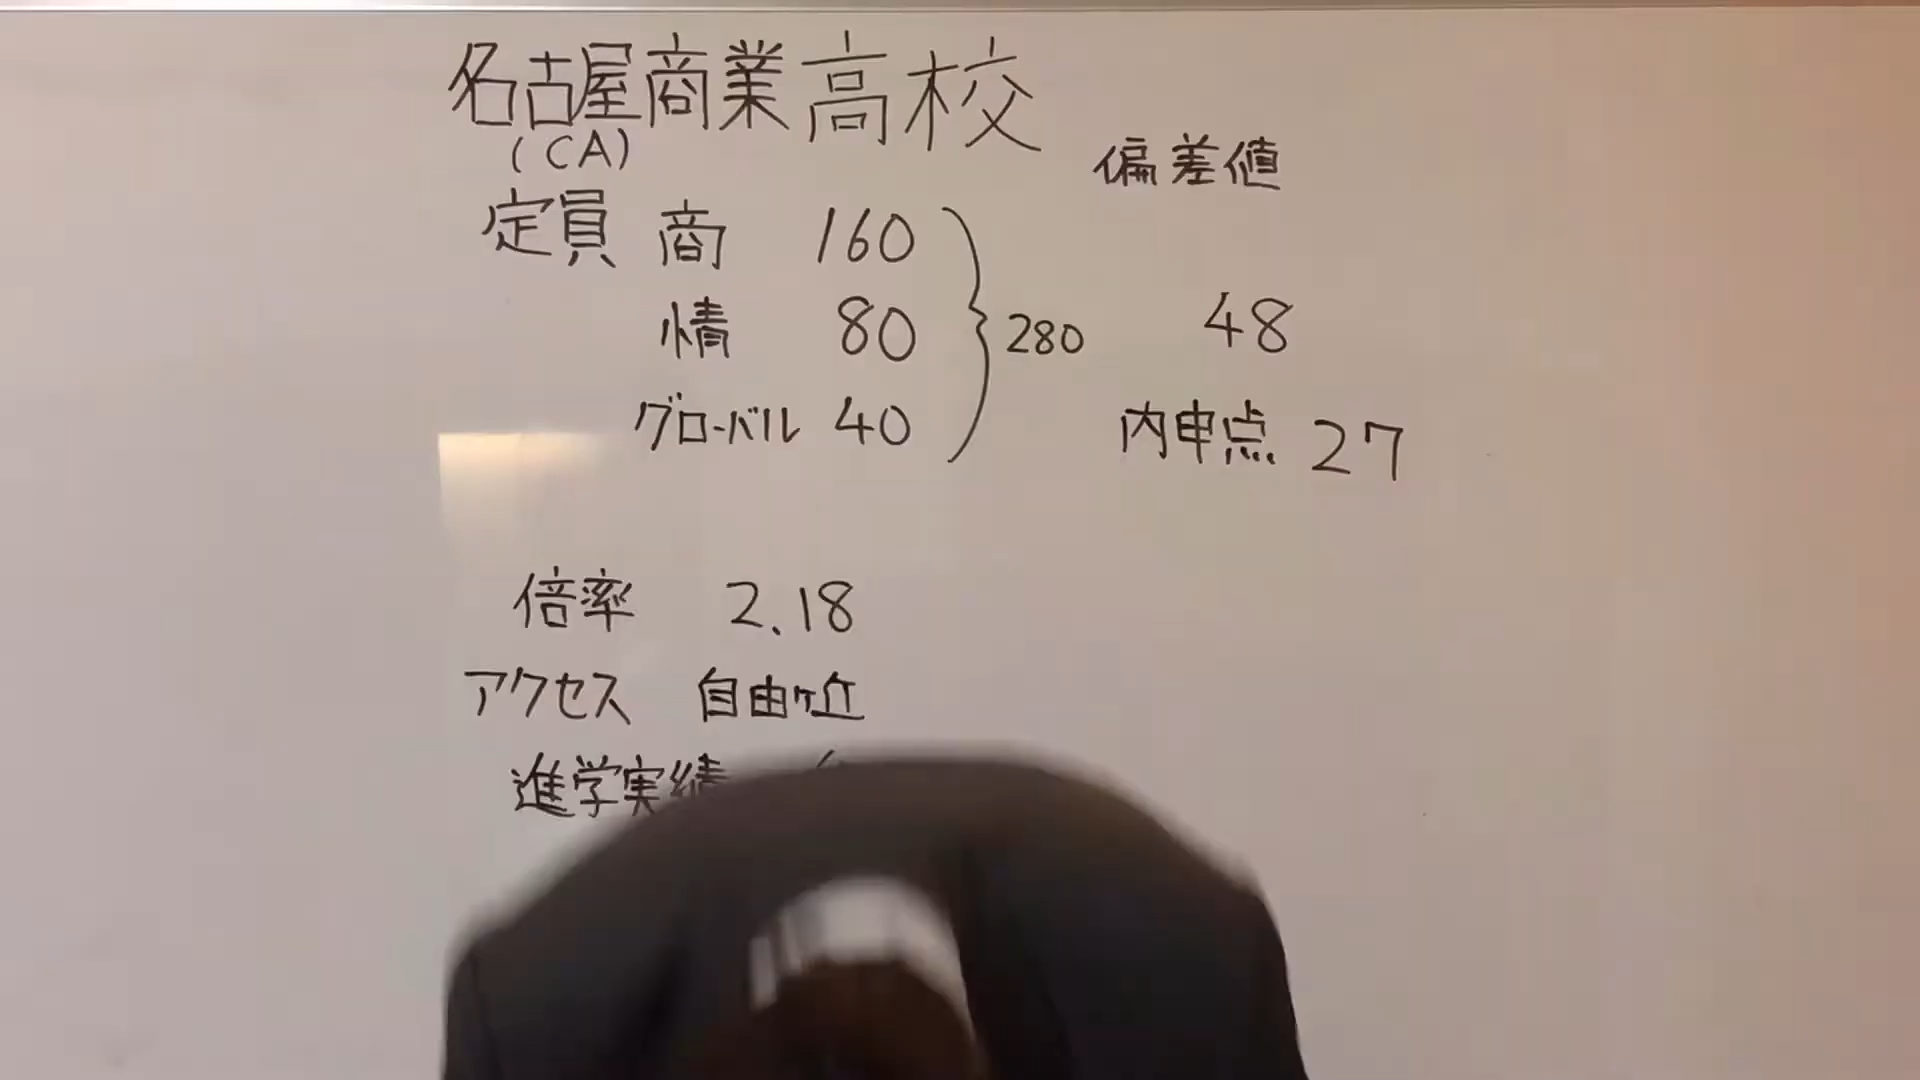 名古屋商業高校
(CA)
偏差値
定員 商 160
情 80
280
48
グローバル 40
内申点 27
倍率 2.18
アクセス 自由ヶ丘
進学実績